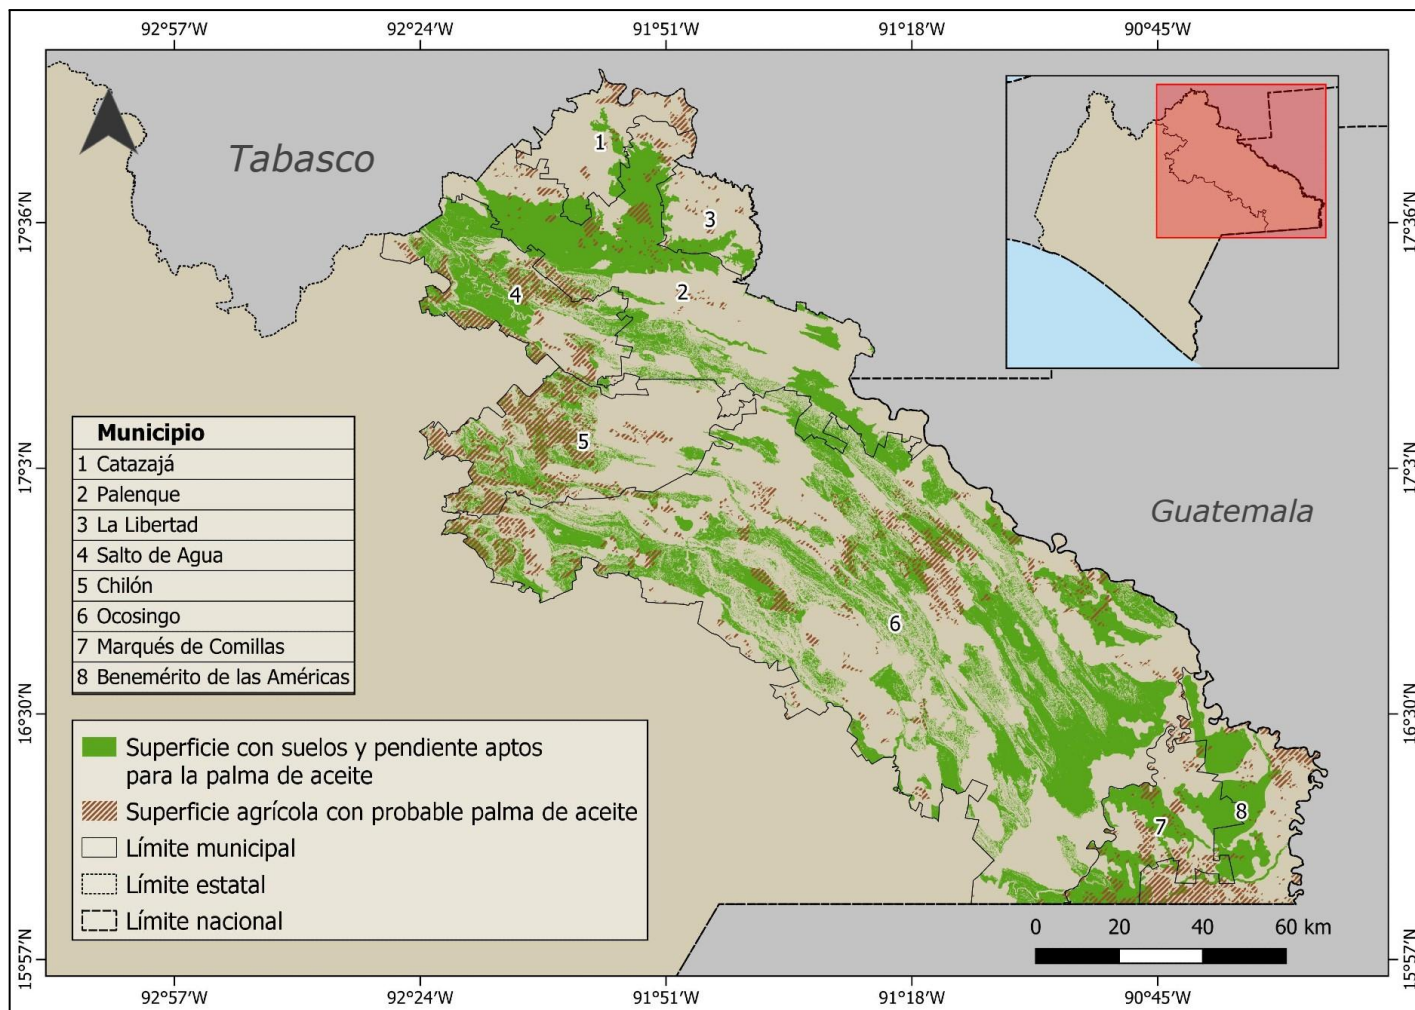 92°57'W 92°24'W 91°51'W 91°18'W 90°45'W
Tabasco
1
17°36'N 17°36'N
3
2
4
Municipio
1 Catazajá
2 Palenque
3 La Libertad
4 Salto de Agua
5 Chilón
6 Ocosingo
7 Marqués de Comillas
8 Benemérito de las Américas
5
17°3'N 17°3'N
Guatemala
6
16°30'N 16°30'N
Superficie con suelos y pendiente aptos
para la palma de aceite
Superficie agrícola con probable palma de aceite
Límite municipal
Límite estatal
Límite nacional
8
7
0 20 40 60 km
15°57'N 15°57'N
92°57'W 92°24'W 91°51'W 91°18'W 90°45'W